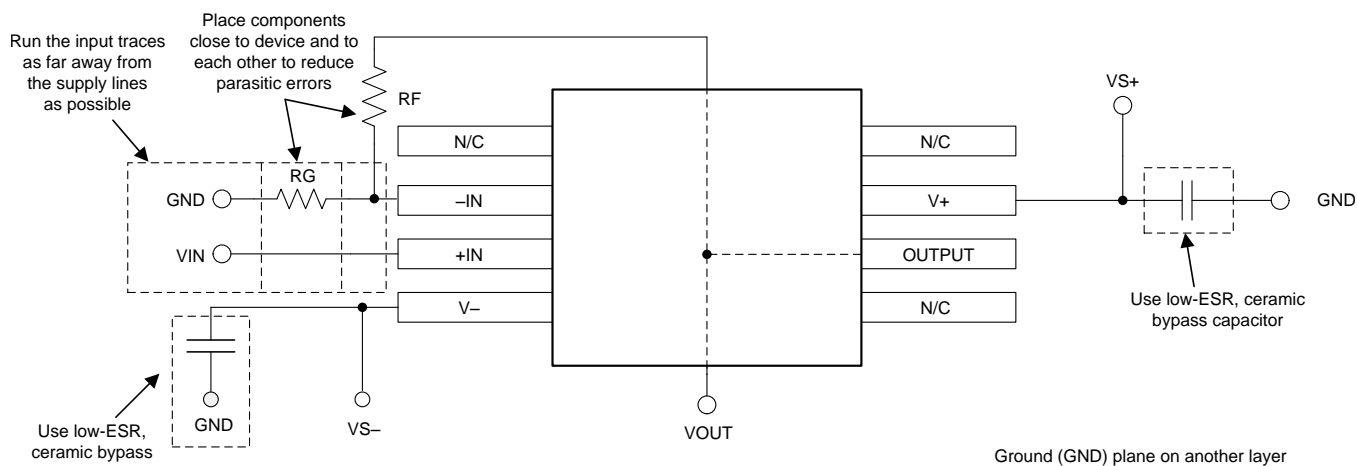 Place components
close to device and to
each other to reduce
parasitic errors
Run the input traces
as far away from
the supply lines
as possible
VS+
RF
N/C
N/C
RG
GND
–IN
V+
GND
VIN
+IN
OUTPUT
V–
N/C
Use low-ESR, ceramic
bypass capacitor
GND
VS–
VOUT
Use low-ESR,
ceramic bypass
Ground (GND) plane on another layer